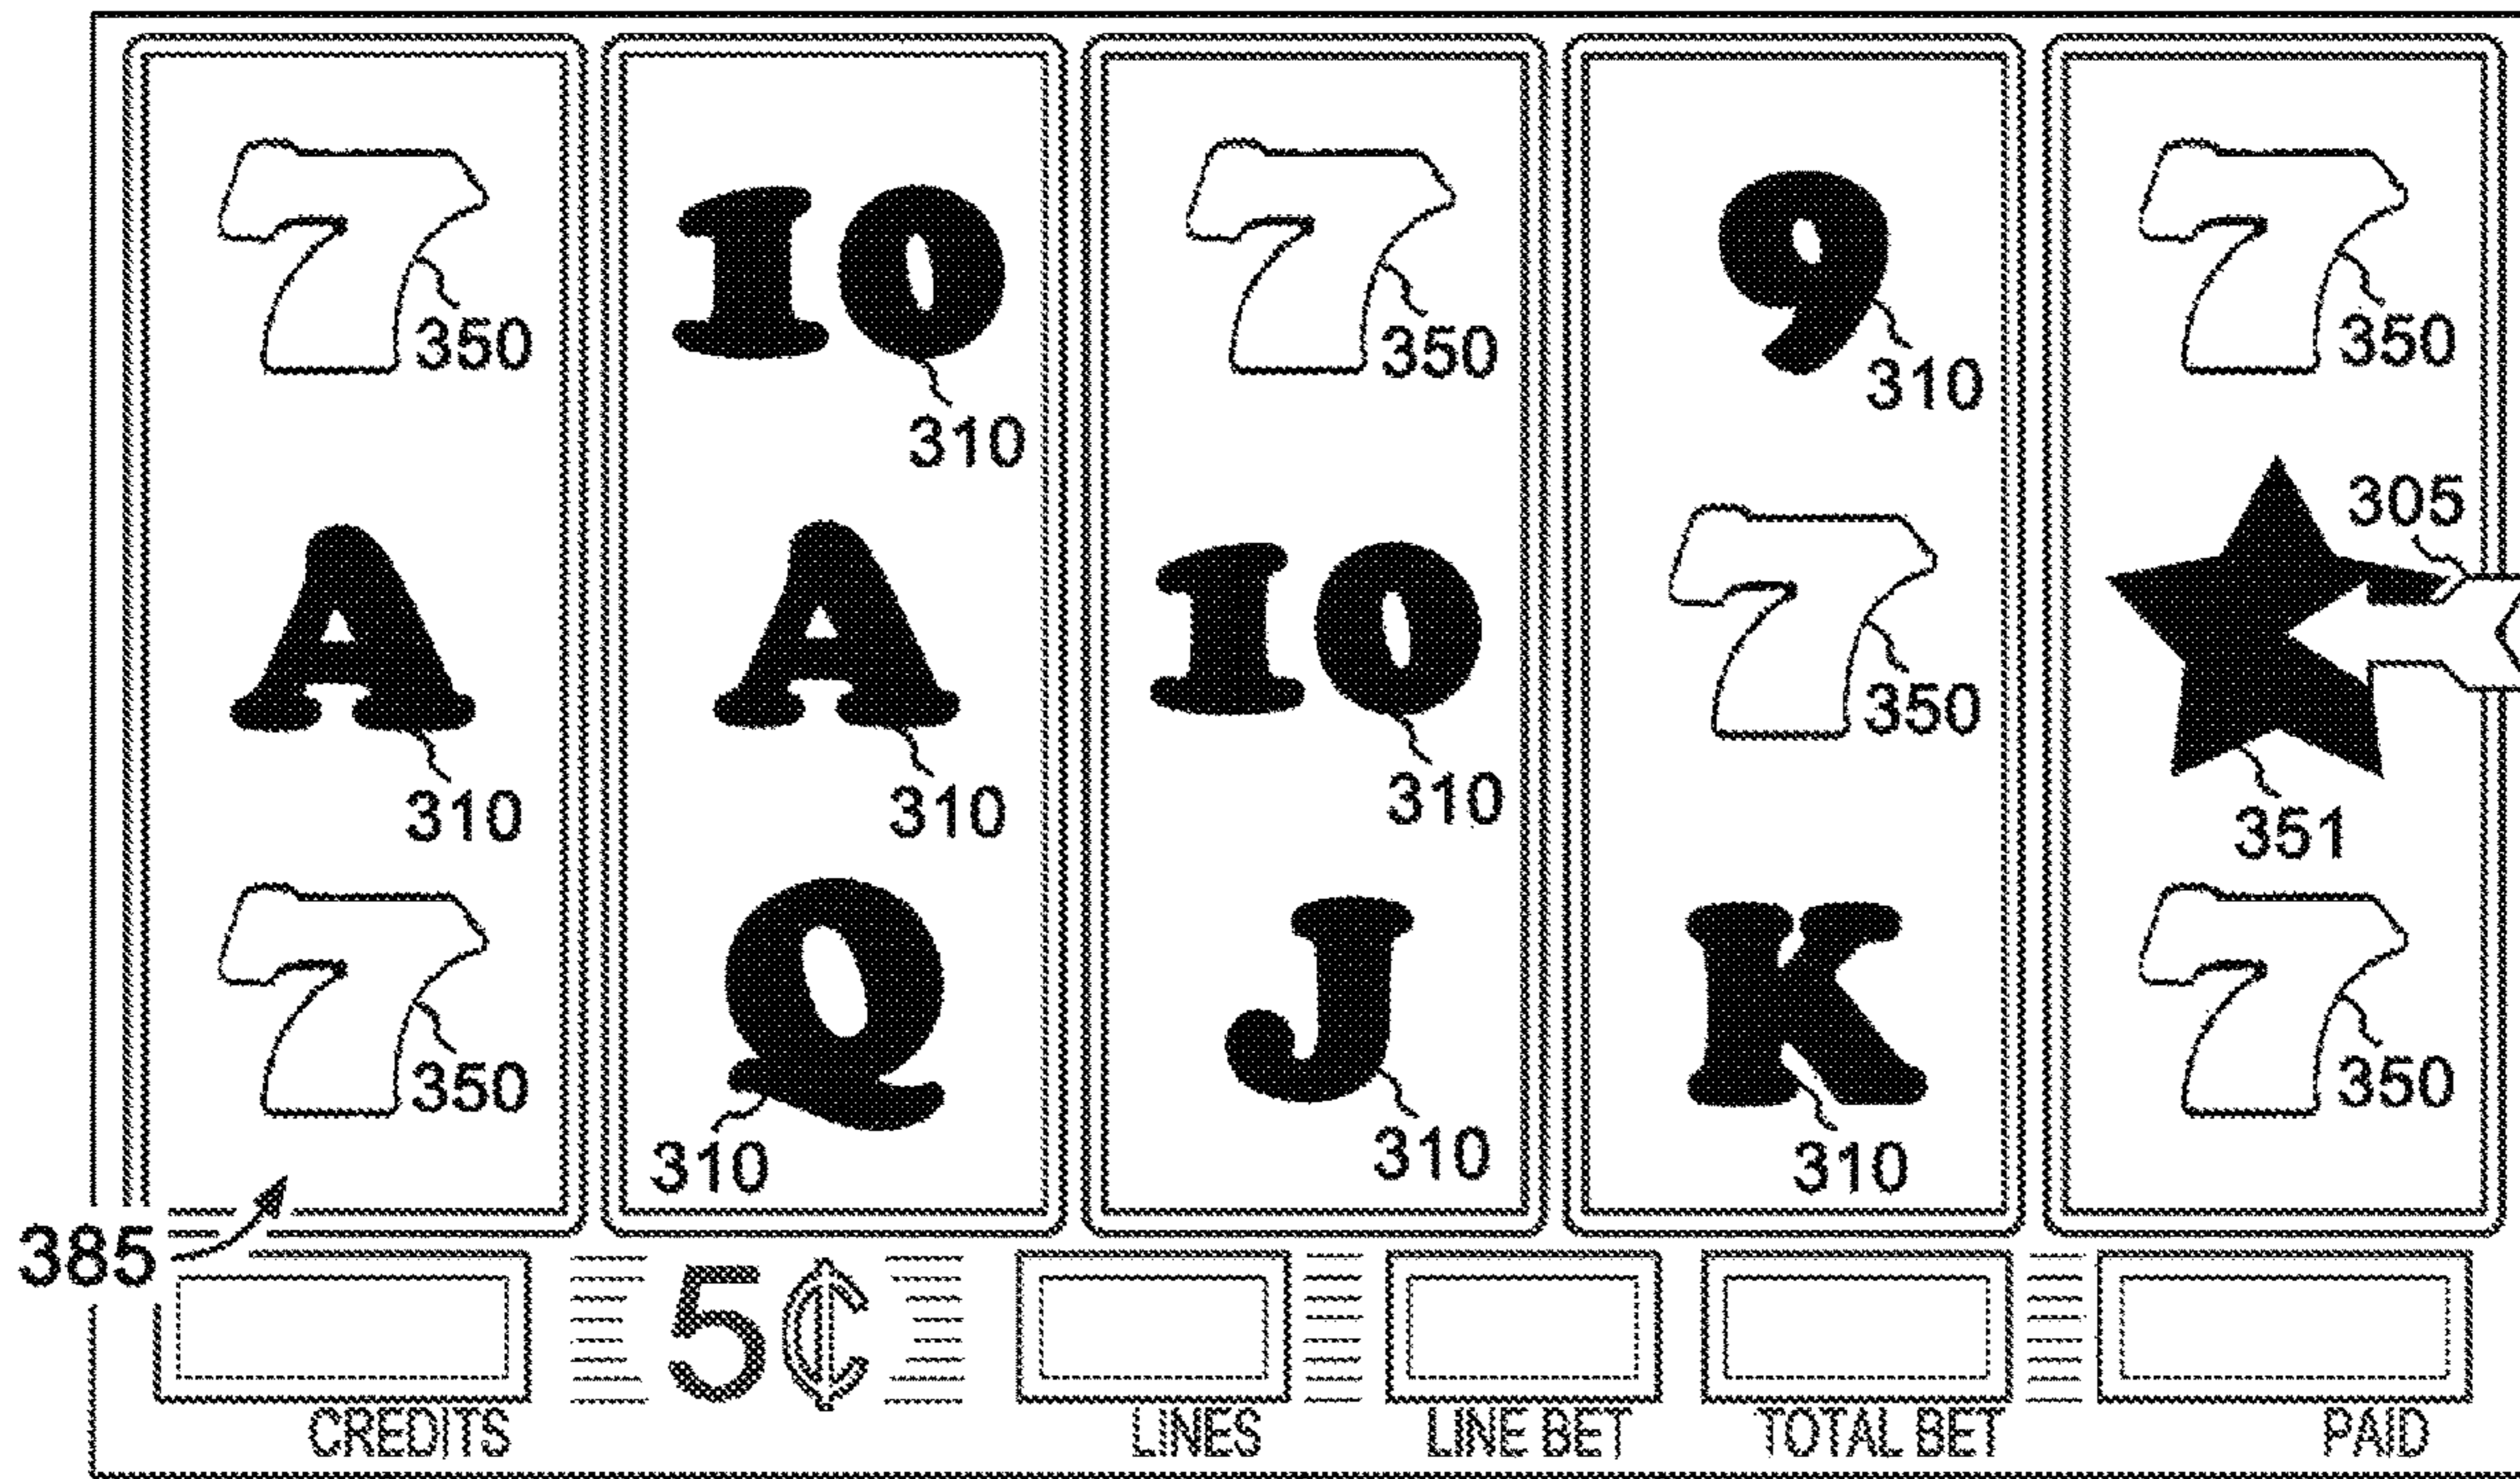 7 10 7 9 7
350 310 350 310 350
305
A A 10 7
310 310 310 350 351
7 Q J K 7
350 310 310 310 350
385
5¢
CREDITS LINES LINE BET TOTAL BET PAID